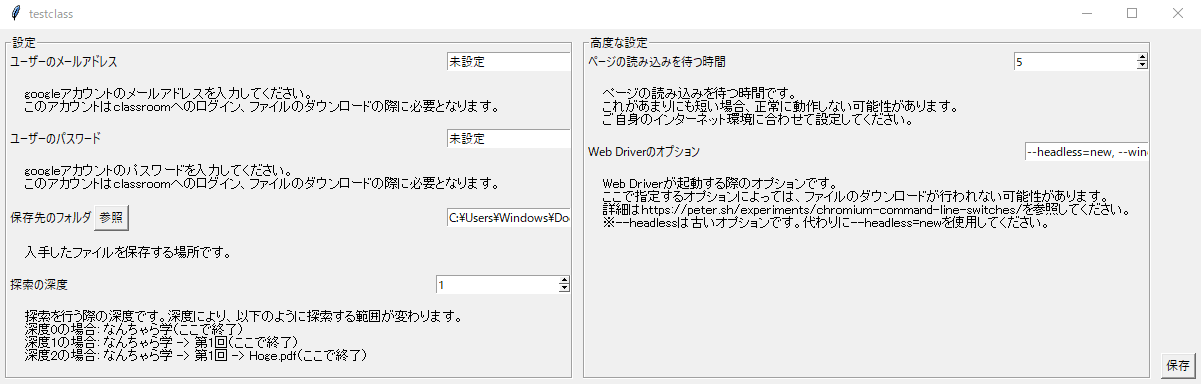 testclass
設定
ユーザーのメールアドレス 未設定
googleアカウントのメールアドレスを入力してください。
このアカウントはclassroomへのログイン、ファイルのダウンロードの際に必要となります。
ユーザーのパスワード 未設定
googleアカウントのパスワードを入力してください。
このアカウントはclassroomへのログイン、ファイルのダウンロードの際に必要となります。
保存先のフォルダ 参照 C:¥Users¥Windows¥Do
入手したファイルを保存する場所です。
探索の深度 1
探索を行う際の深度です。深度により、以下のように探索する範囲が変わります。
深度0の場合: なんちゃら学(ここで終了)
深度1の場合: なんちゃら学 -> 第1回(ここで終了)
深度2の場合: なんちゃら学 -> 第1回 -> Hoge.pdf(ここで終了)
高度な設定
ページの読み込みを待つ時間 5
ページの読み込みを待つ時間です。
これがあまりにも短い場合、正常に動作しない可能性があります。
ご自身のインターネット環境に合わせて設定してください。
Web Driverのオプション --headless=new, --win
Web Driverが起動する際のオプションです。
ここで指定するオプションによっては、ファイルのダウンロードが行われない可能性があります。
詳細はhttps://peter.sh/experiments/chromium-command-line-switches/を参照してください。
※--headlessは古いオプションです。代わりに--headless=newを使用してください。
保存